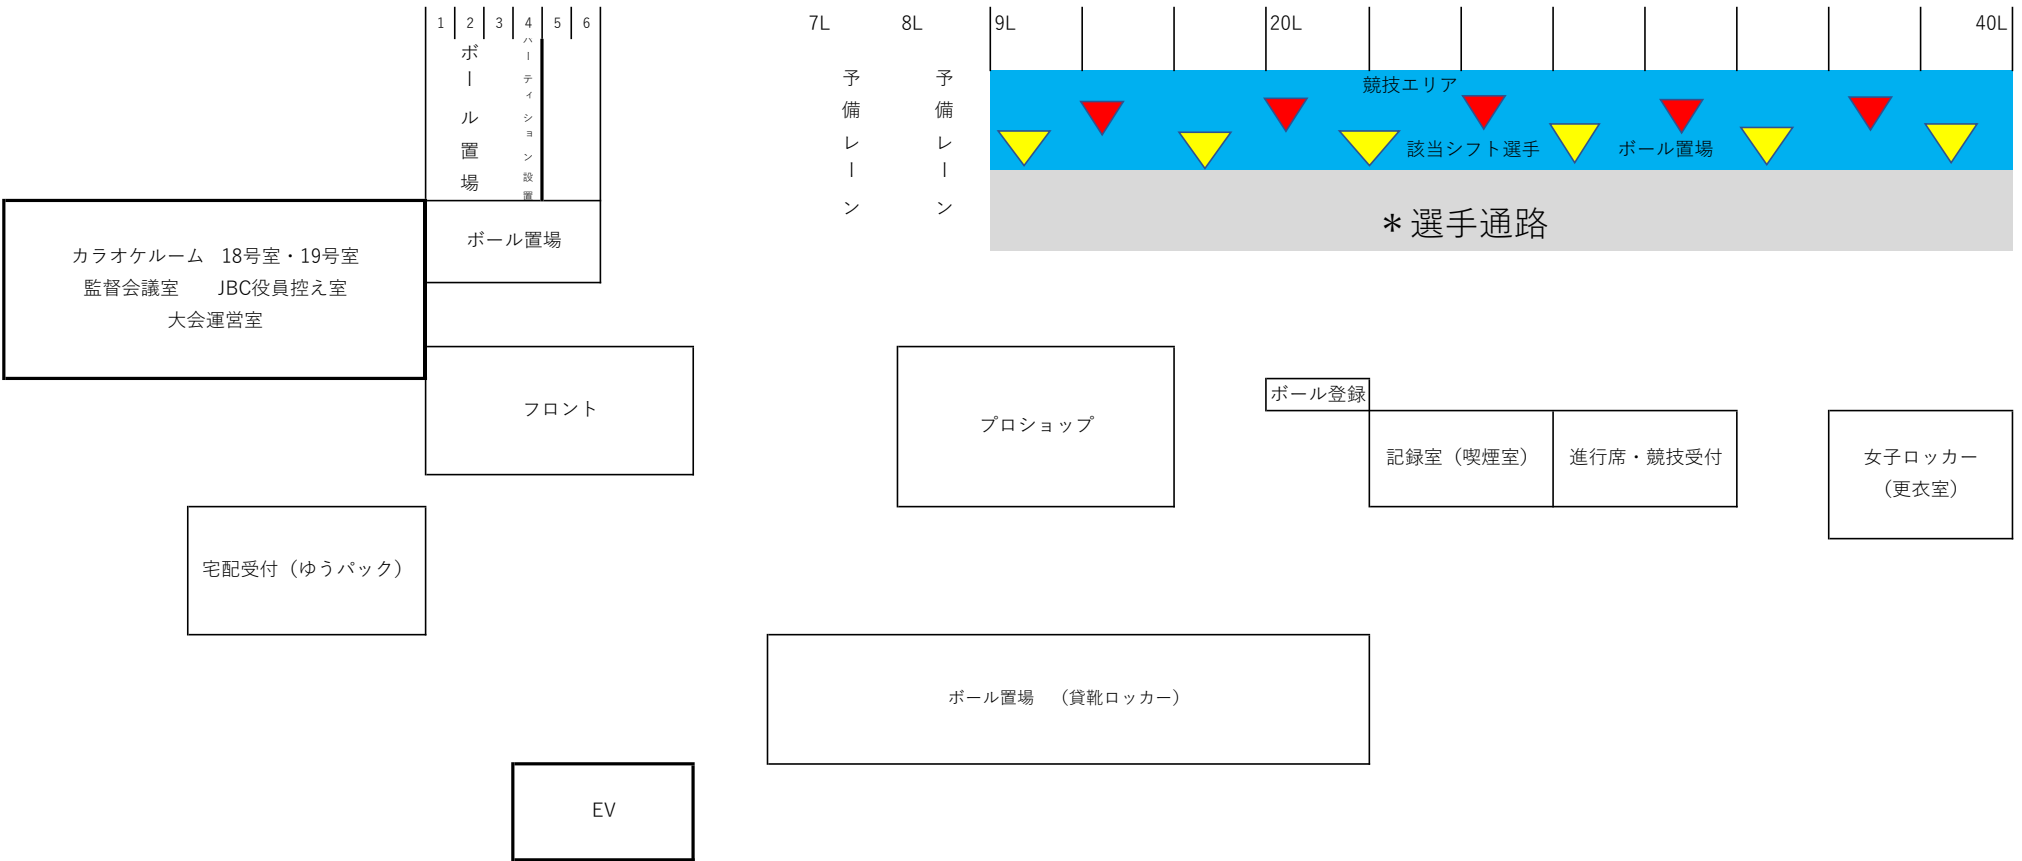 1 2 3 4 5 6 7L 8L 9L 20L 40L
ボール置場
パーティション設置
予備レーン
予備レーン
競技エリア
該当シフト選手 ボール置場
＊選手通路
ボール置場
カラオケルーム 18号室・19号室
監督会議室 JBC役員控え室
大会運営室
フロント
プロショップ
ボール登録
記録室（喫煙室）
進行席・競技受付
女子ロッカー
（更衣室）
宅配受付（ゆうパック）
ボール置場 （貸靴ロッカー）
EV